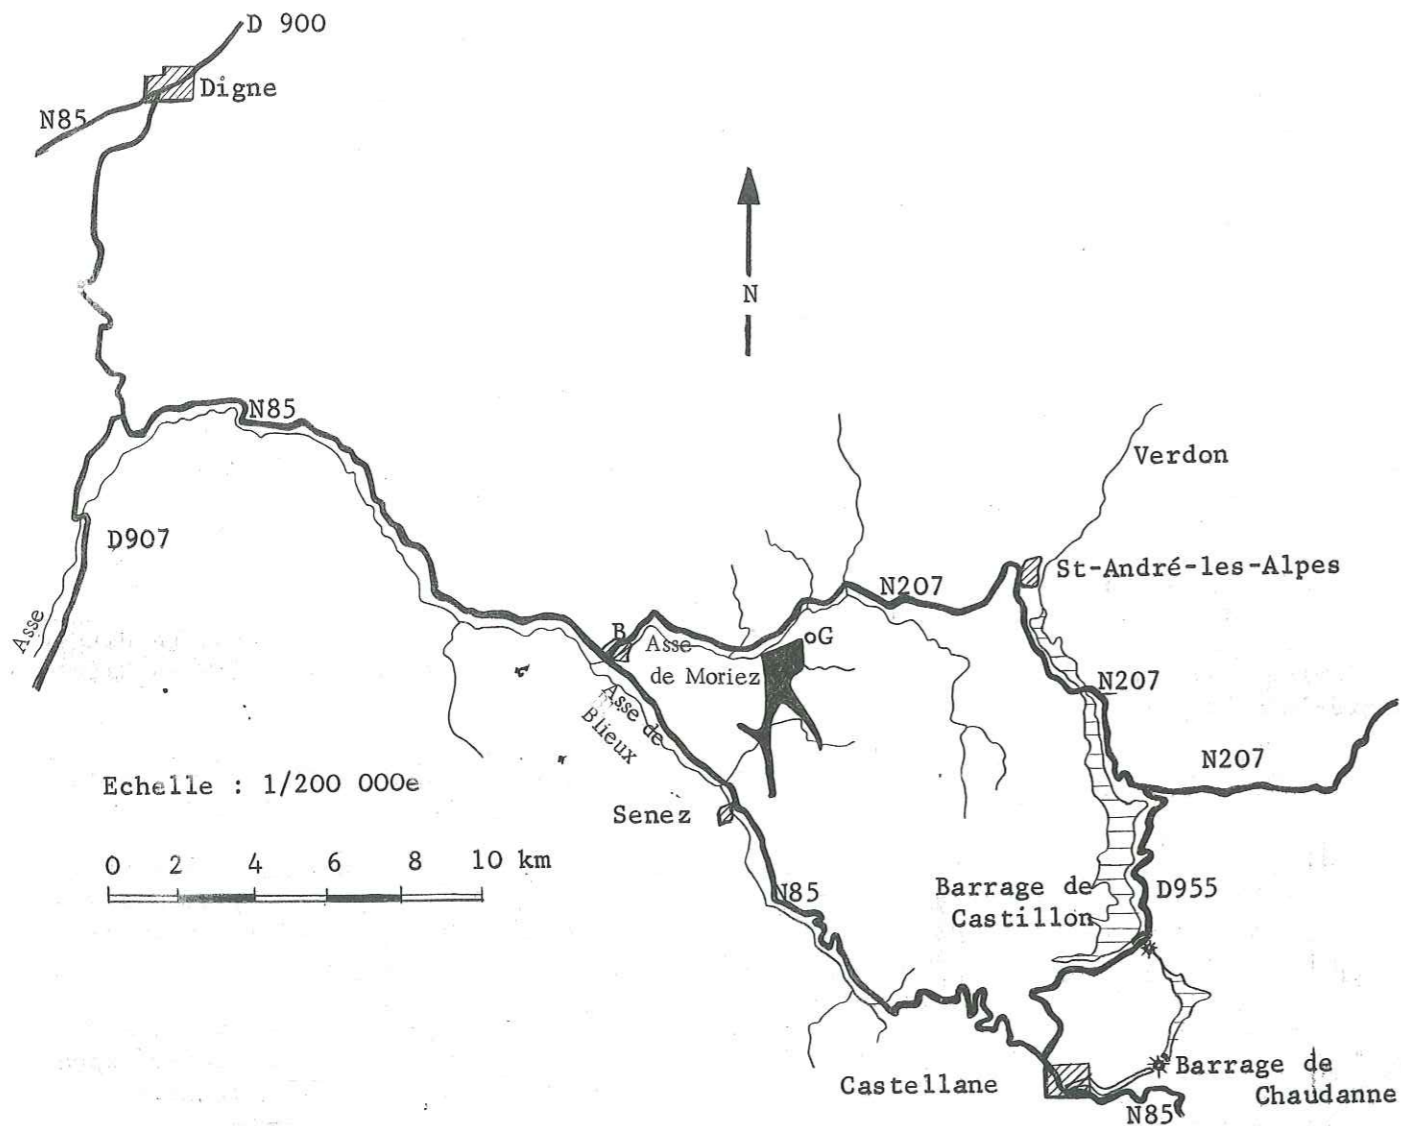 D 900
Digne
N85
N
N85
Verdon
D907
St-André-les-Alpes
N207
Asse
B
G
Asse
de Moriez
N207
Asse de
Blieux
N207
Echelle : 1/200 000e
Senez
0 2 4 6 8 10 km
N85
Barrage de
Castillon
D955
Castellane
Barrage de
Chaudanne
N85